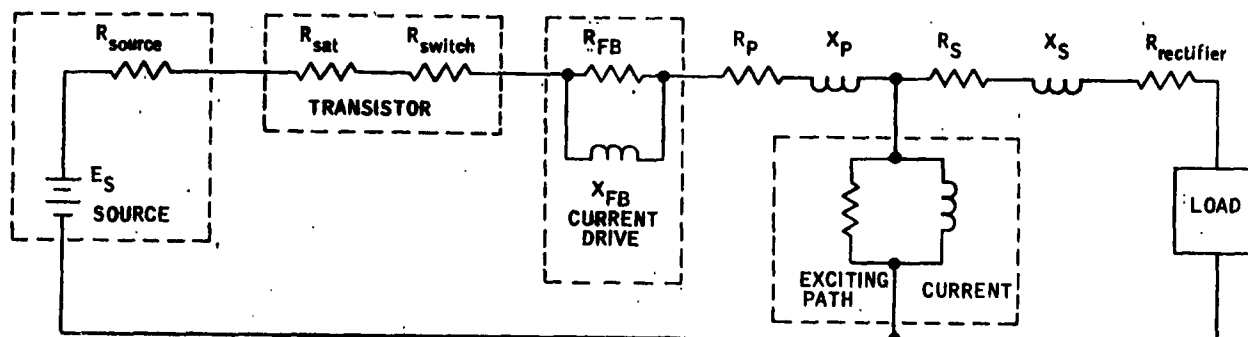 R_source
R_sat
R_switch
R_FB
R_P
X_P
R_S
X_S
R_rectifier
TRANSISTOR
E_S
SOURCE
X_FB
CURRENT
DRIVE
LOAD
EXCITING
PATH
CURRENT